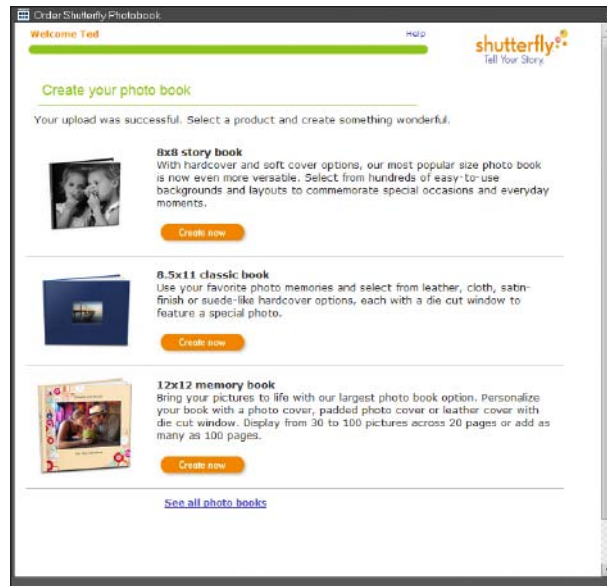 Order Shutterfly Photobook
Welcome Ted
Help
shutterfly
Tell Your Story.
Create your photo book
Your upload was successful. Select a product and create something wonderful.
8x8 story book
With hardcover and soft cover options, our most popular size photo book
is now even more versatile. Select from hundreds of easy-to-use
backgrounds and layouts to commemorate special occasions and everyday
moments.
Create now
8.5x11 classic book
Use your favorite photo memories and select from leather, cloth, satin-
finish or suede-like hardcover options, each with a die cut window to
feature a special photo.
Create now
12x12 memory book
Bring your pictures to life with our largest photo book option. Personalize
your book with a photo cover, padded photo cover or leather cover with
die cut window. Display from 30 to 100 pictures across 20 pages or add as
many as 100 pages.
Create now
See all photo books